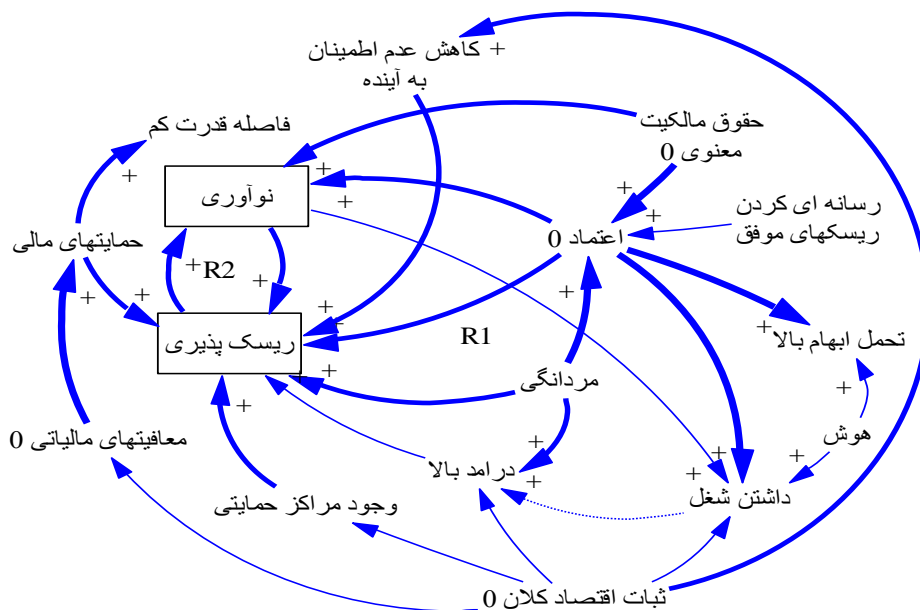 کاهش عدم اطمینان +
به آینده
حقوق مالکیت
معنوی 0
فاصله قدرت کم
+
نوآوری
+
+
+
+
رسانه ای کردن
ریسکهای موفق
حمایتهای مالی
اعتماد 0
+
R2
+
+
+
+
+
+
ریسک پذیری
R1
تحمل ابهام بالا
+
+
+
+
مردانگی
+
+
هوش
معافیتهای مالیاتی 0
+
درامد بالا
+
+
+
+
داشتن شغل
وجود مراکز حمایتی
ثبات اقتصاد کلان 0